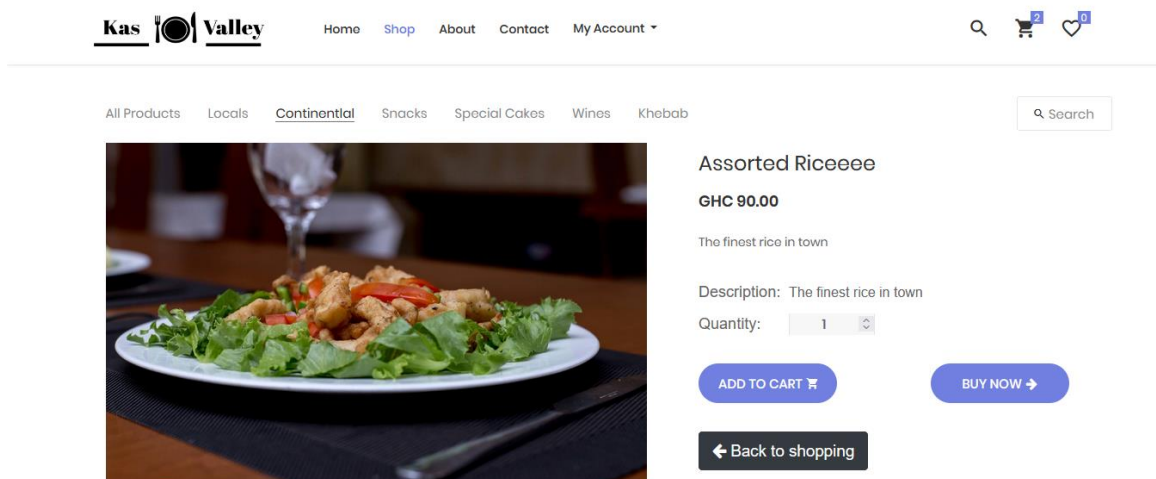 Kas Valley
Home Shop About Contact My Account
2 0
All Products Locals Continentlal Snacks Special Cakes Wines Khebab
Search
Assorted Riceeee
GHC 90.00
The finest rice in town
Description: The finest rice in town
Quantity: 1
ADD TO CART BUY NOW
Back to shopping